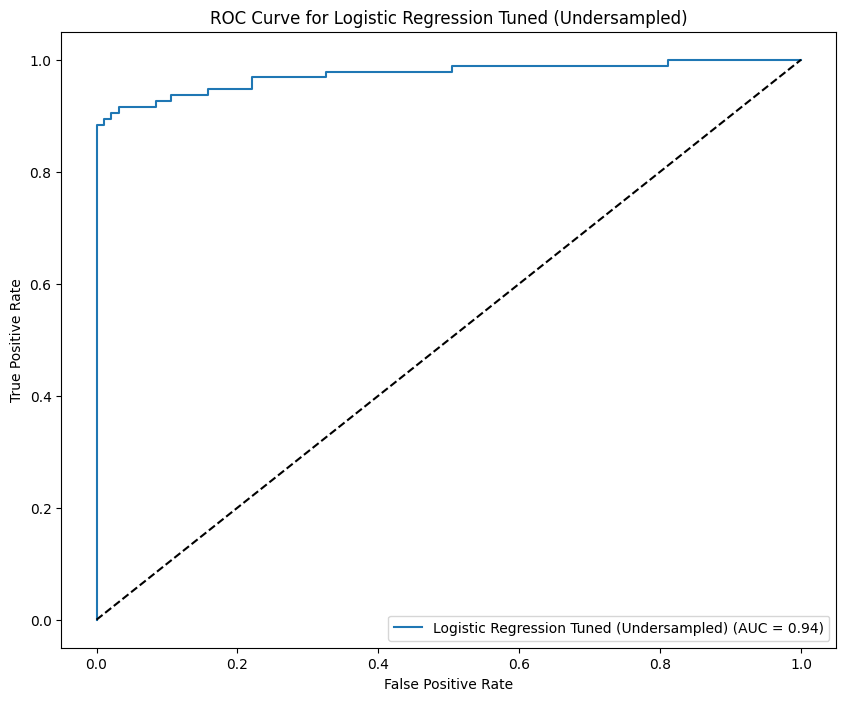 ROC Curve for Logistic Regression Tuned (Undersampled)
True Positive Rate
1.0
0.8
0.6
0.4
0.2
0.0
Logistic Regression Tuned (Undersampled) (AUC = 0.94)
0.0 0.2 0.4 0.6 0.8 1.0
False Positive Rate